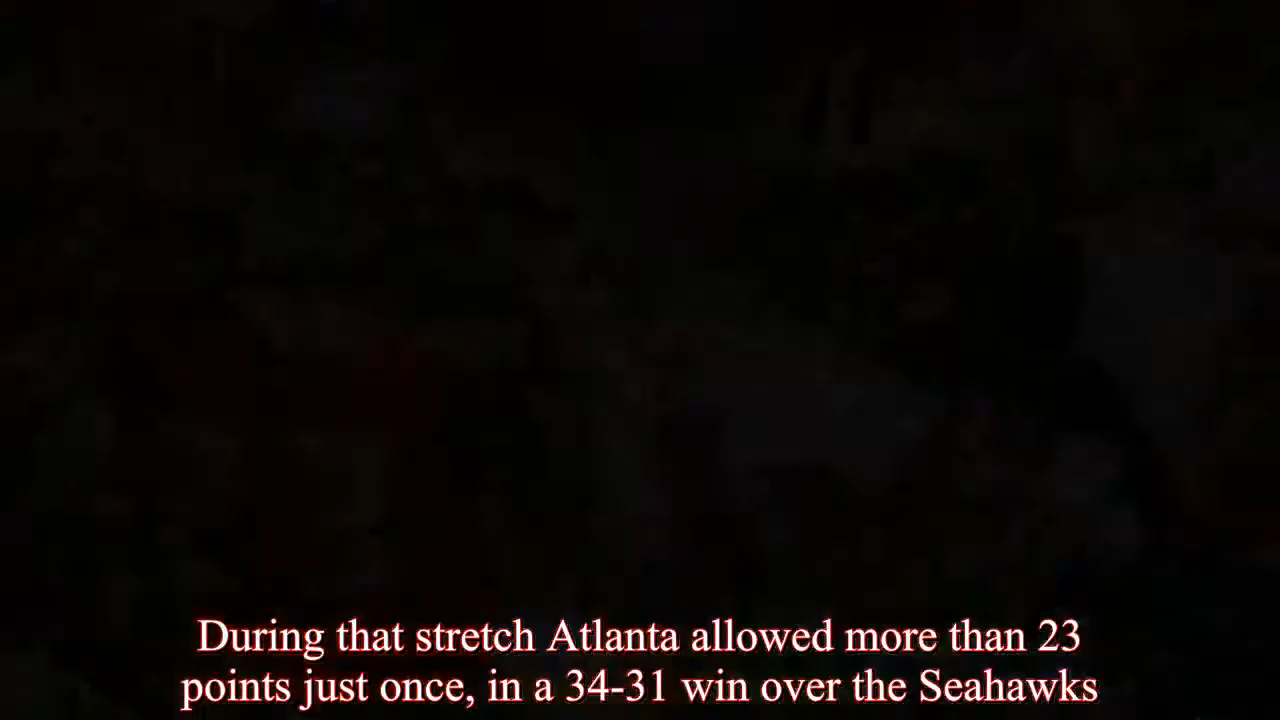 During that stretch Atlanta allowed more than 23
points just once, in a 34-31 win over the Seahawks